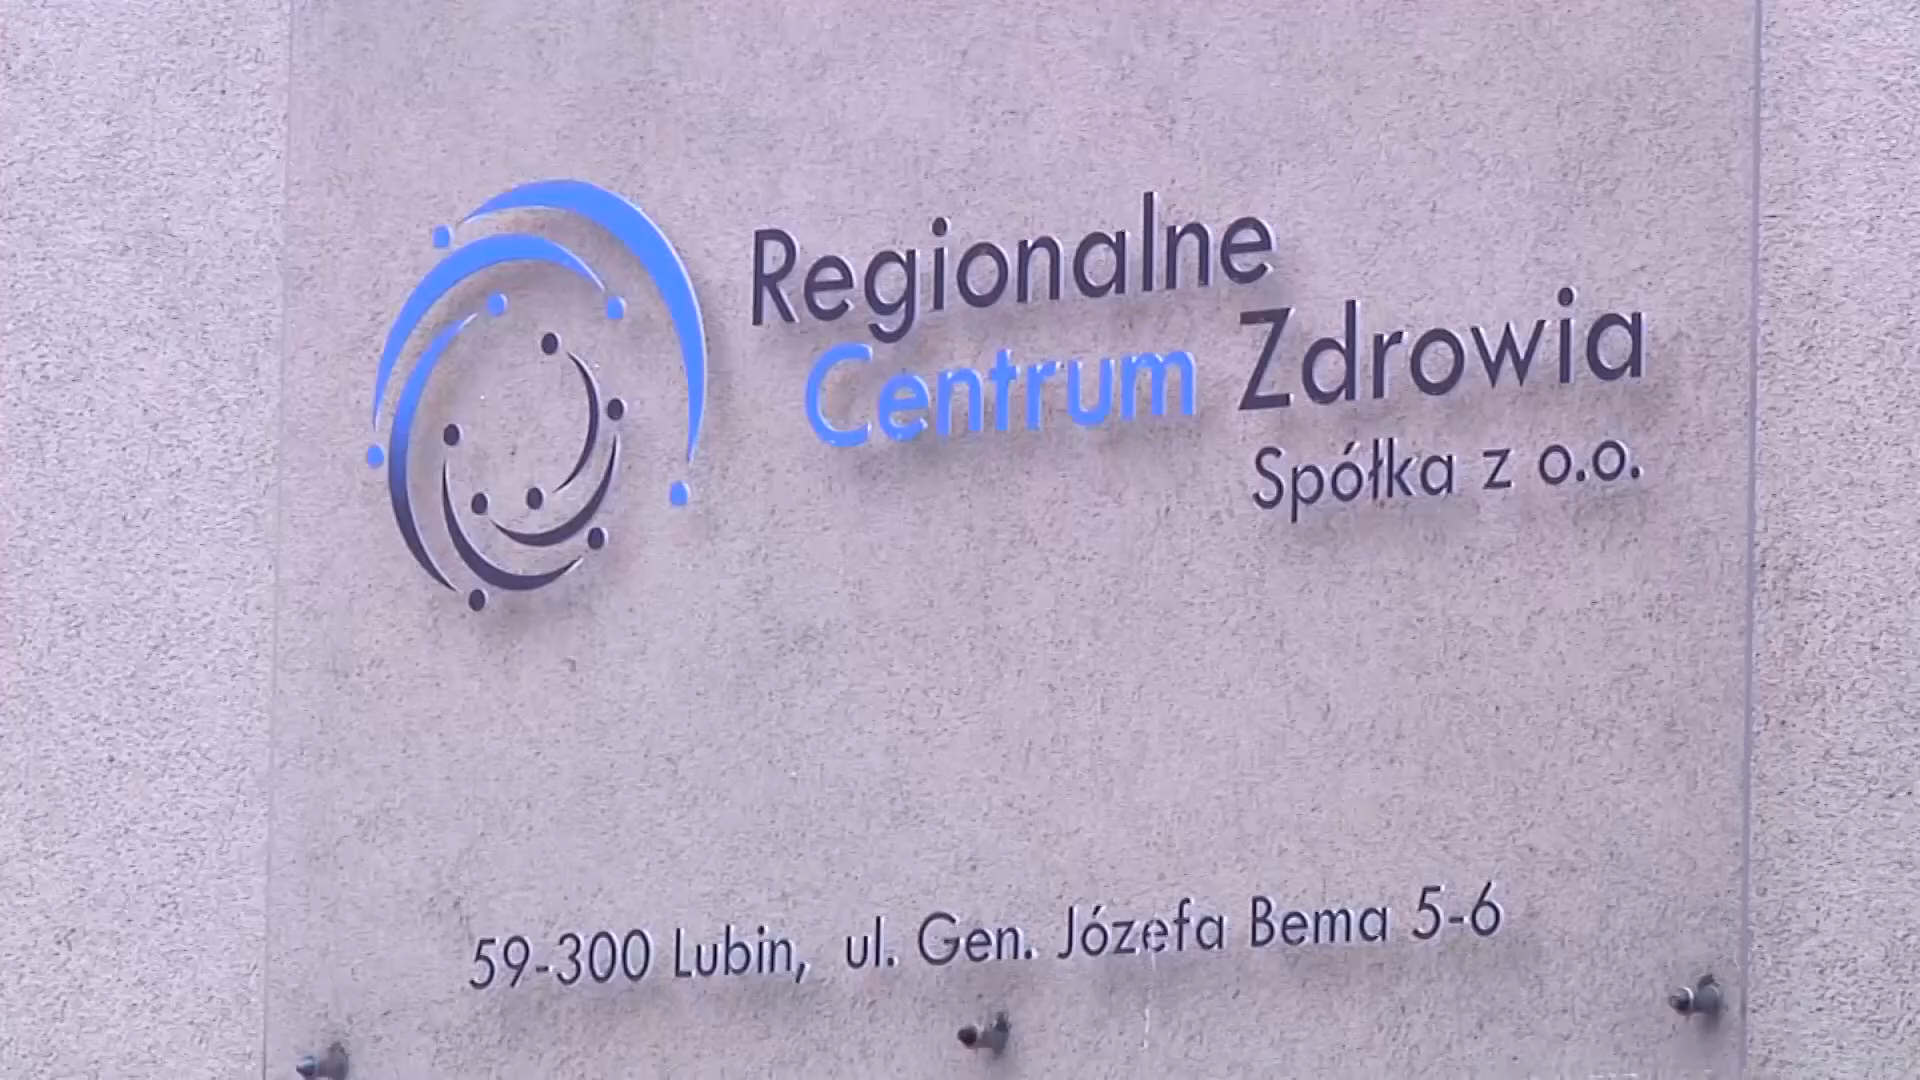 Regionalne
Centrum Zdrowia
Spółka z o.o.
59-300 Lubin, ul. Gen. Józefa Bema 5-6